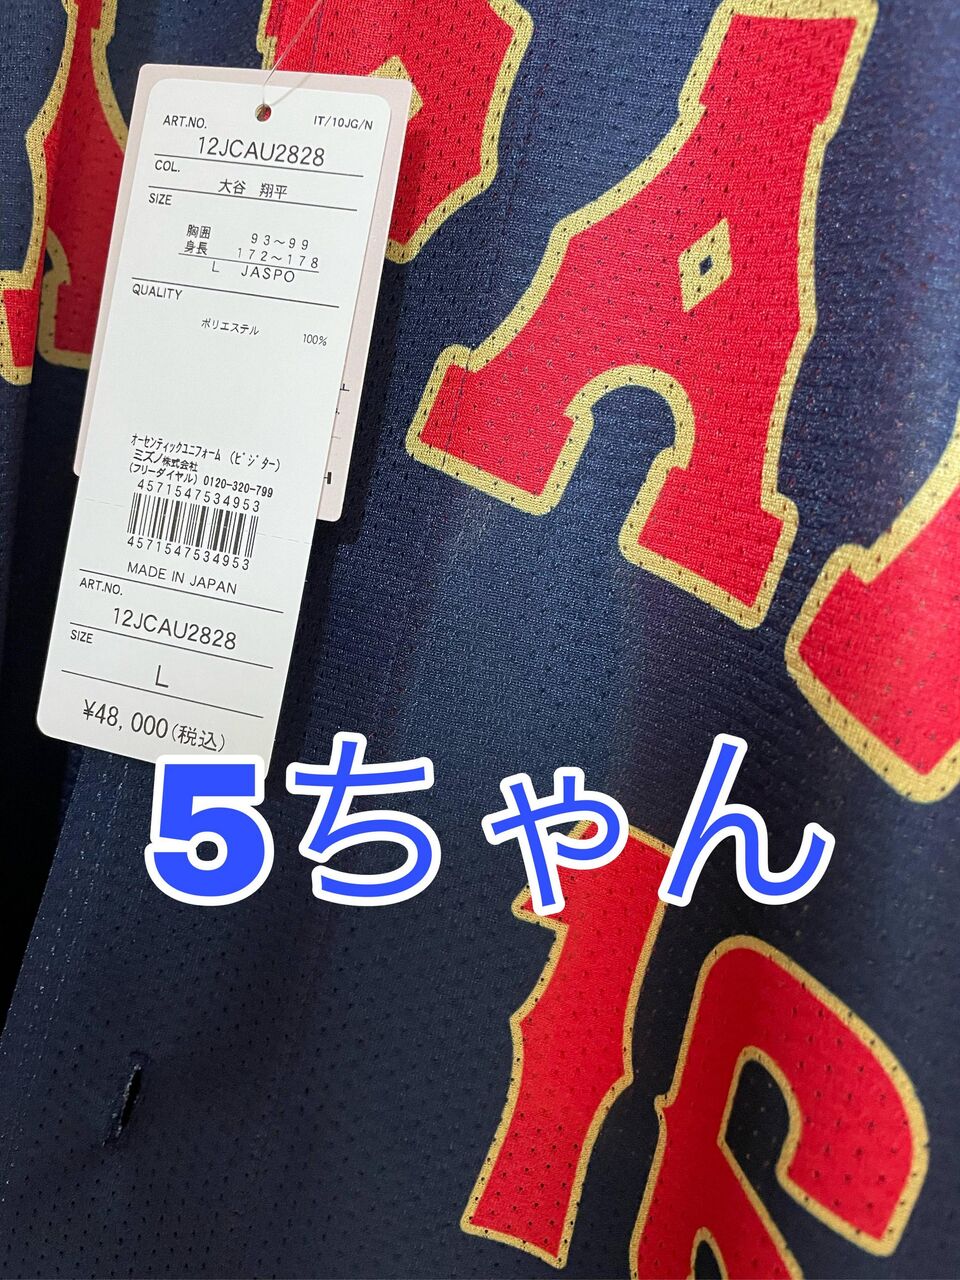 ART.NO.
IT/10JG/N
12JCAU2828
COL.
大谷 翔平
SIZE
胸囲 93～99
身長 172～178
L JASPO
QUALITY
ポリエステル 100%
オーセンティックユニフォーム (ビジター)
ミズノ株式会社
(フリーダイヤル) 0120-320-799
4571547534953
4571547534953
MADE IN JAPAN
ART.NO.
12JCAU2828
SIZE
L
¥48,000(税込)
5ちゃん
16